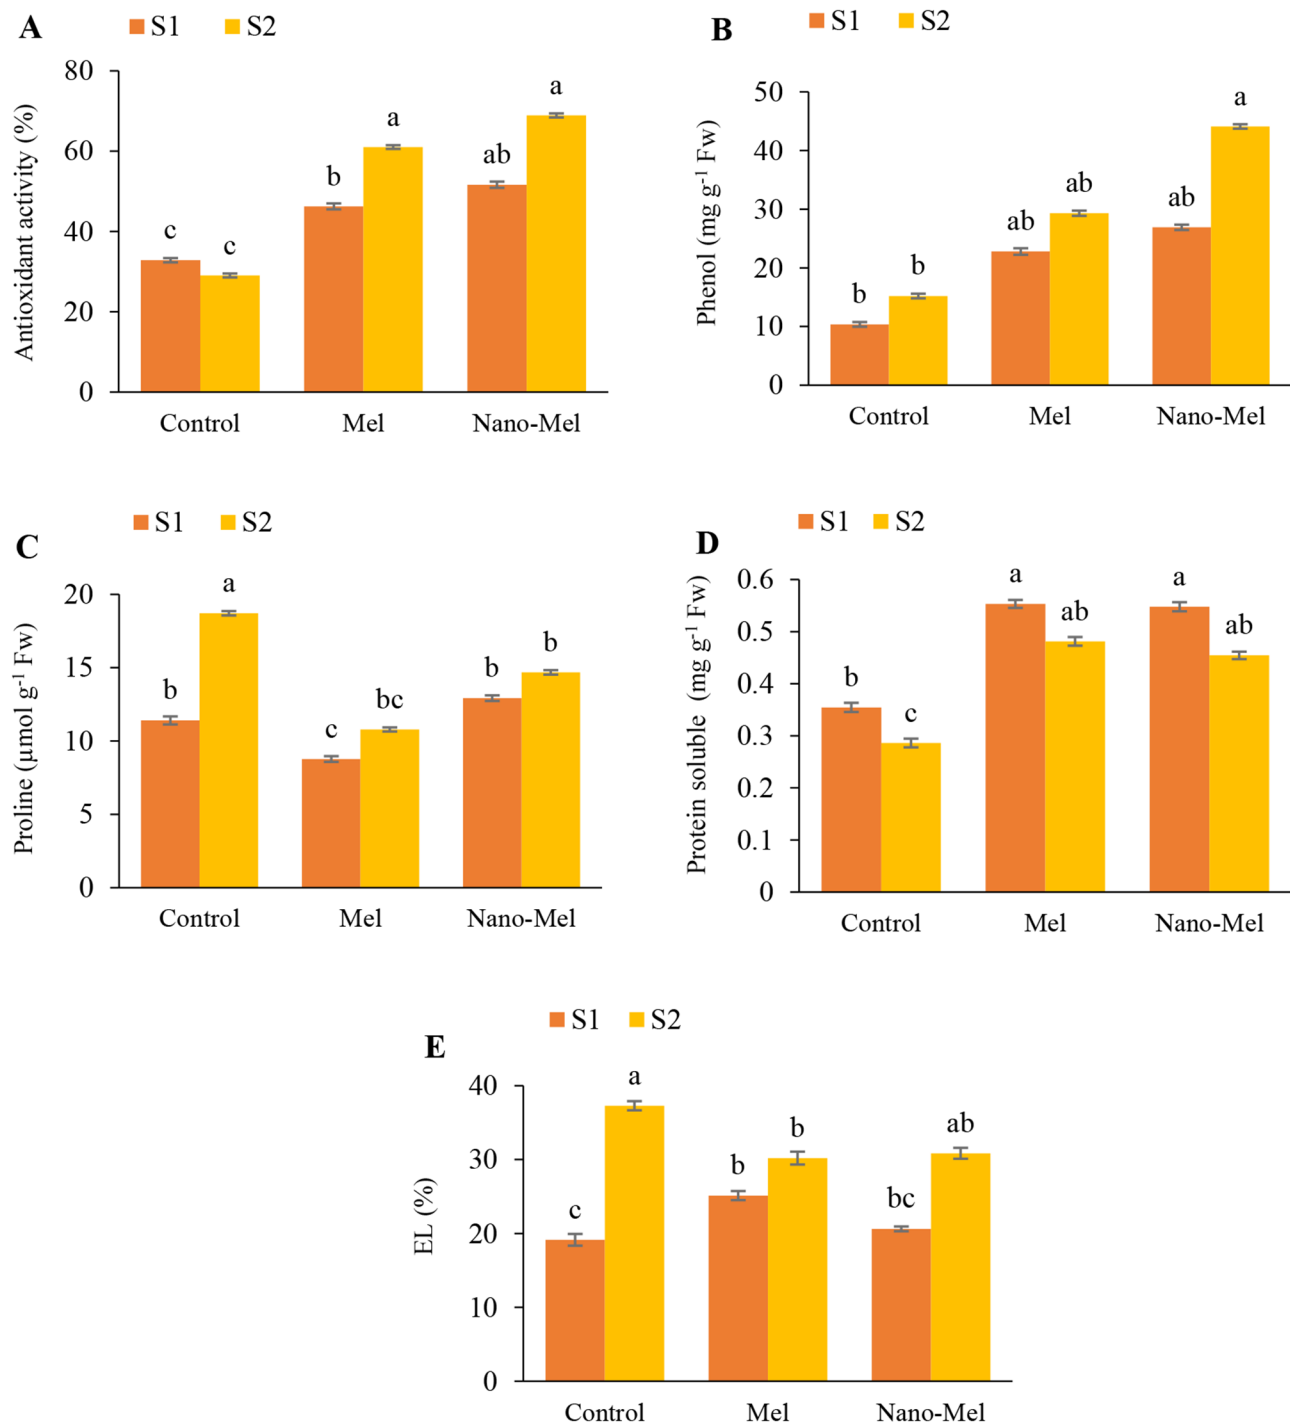 A
S1 S2
Antioxidant activity (%)
80
60
40
20
0
c c b a ab a
Control Mel Nano-Mel
B
S1 S2
Phenol (mg g⁻¹ Fw)
50
40
30
20
10
0
b b ab ab ab a
Control Mel Nano-Mel
C
S1 S2
Proline (µmol g⁻¹ Fw)
20
15
10
5
0
b a c bc b b
Control Mel Nano-Mel
D
S1 S2
Protein soluble (mg g⁻¹ Fw)
0.6
0.5
0.4
0.3
0.2
0.1
0
b c a ab a ab
Control Mel Nano-Mel
E
S1 S2
EL (%)
40
30
20
10
0
c a b b bc ab
Control Mel Nano-Mel